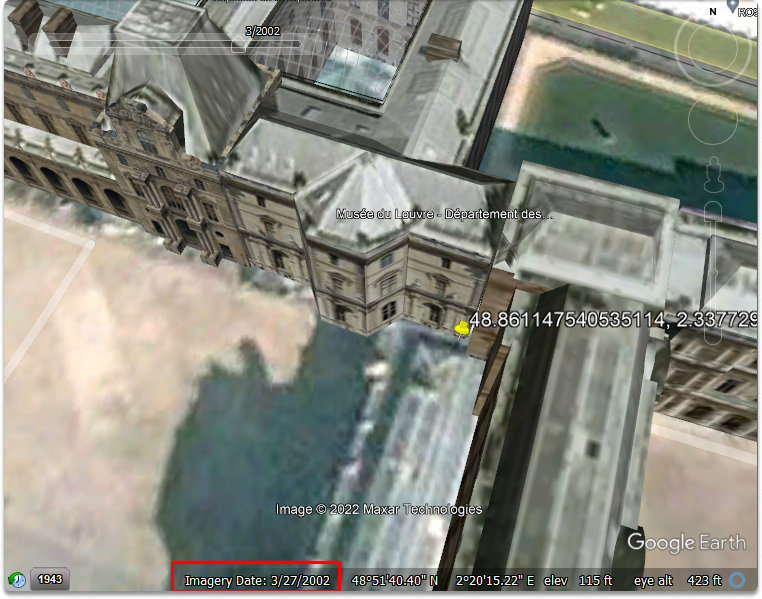 N
ROS
3/2002
Musée du Louvre - Département des...
48.861147540535114, 2.337729
Image © 2022 Maxar Technologies
Google Earth
1943
Imagery Date: 3/27/2002 48°51'40.40" N 2°20'15.22" E elev 115 ft eye alt 423 ft